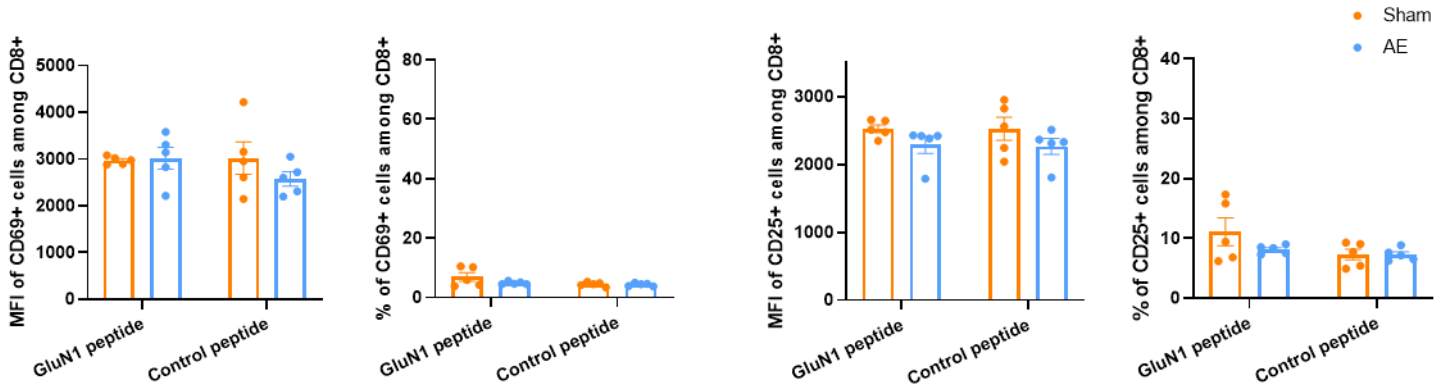 Sham
AE
MFI of CD69+ cells among CD8+
5000
4000
3000
2000
1000
0
GluN1 peptide
Control peptide
% of CD69+ cells among CD8+
80
60
40
20
0
GluN1 peptide
Control peptide
MFI of CD25+ cells among CD8+
3000
2000
1000
0
GluN1 peptide
Control peptide
% of CD25+ cells among CD8+
40
30
20
10
0
GluN1 peptide
Control peptide